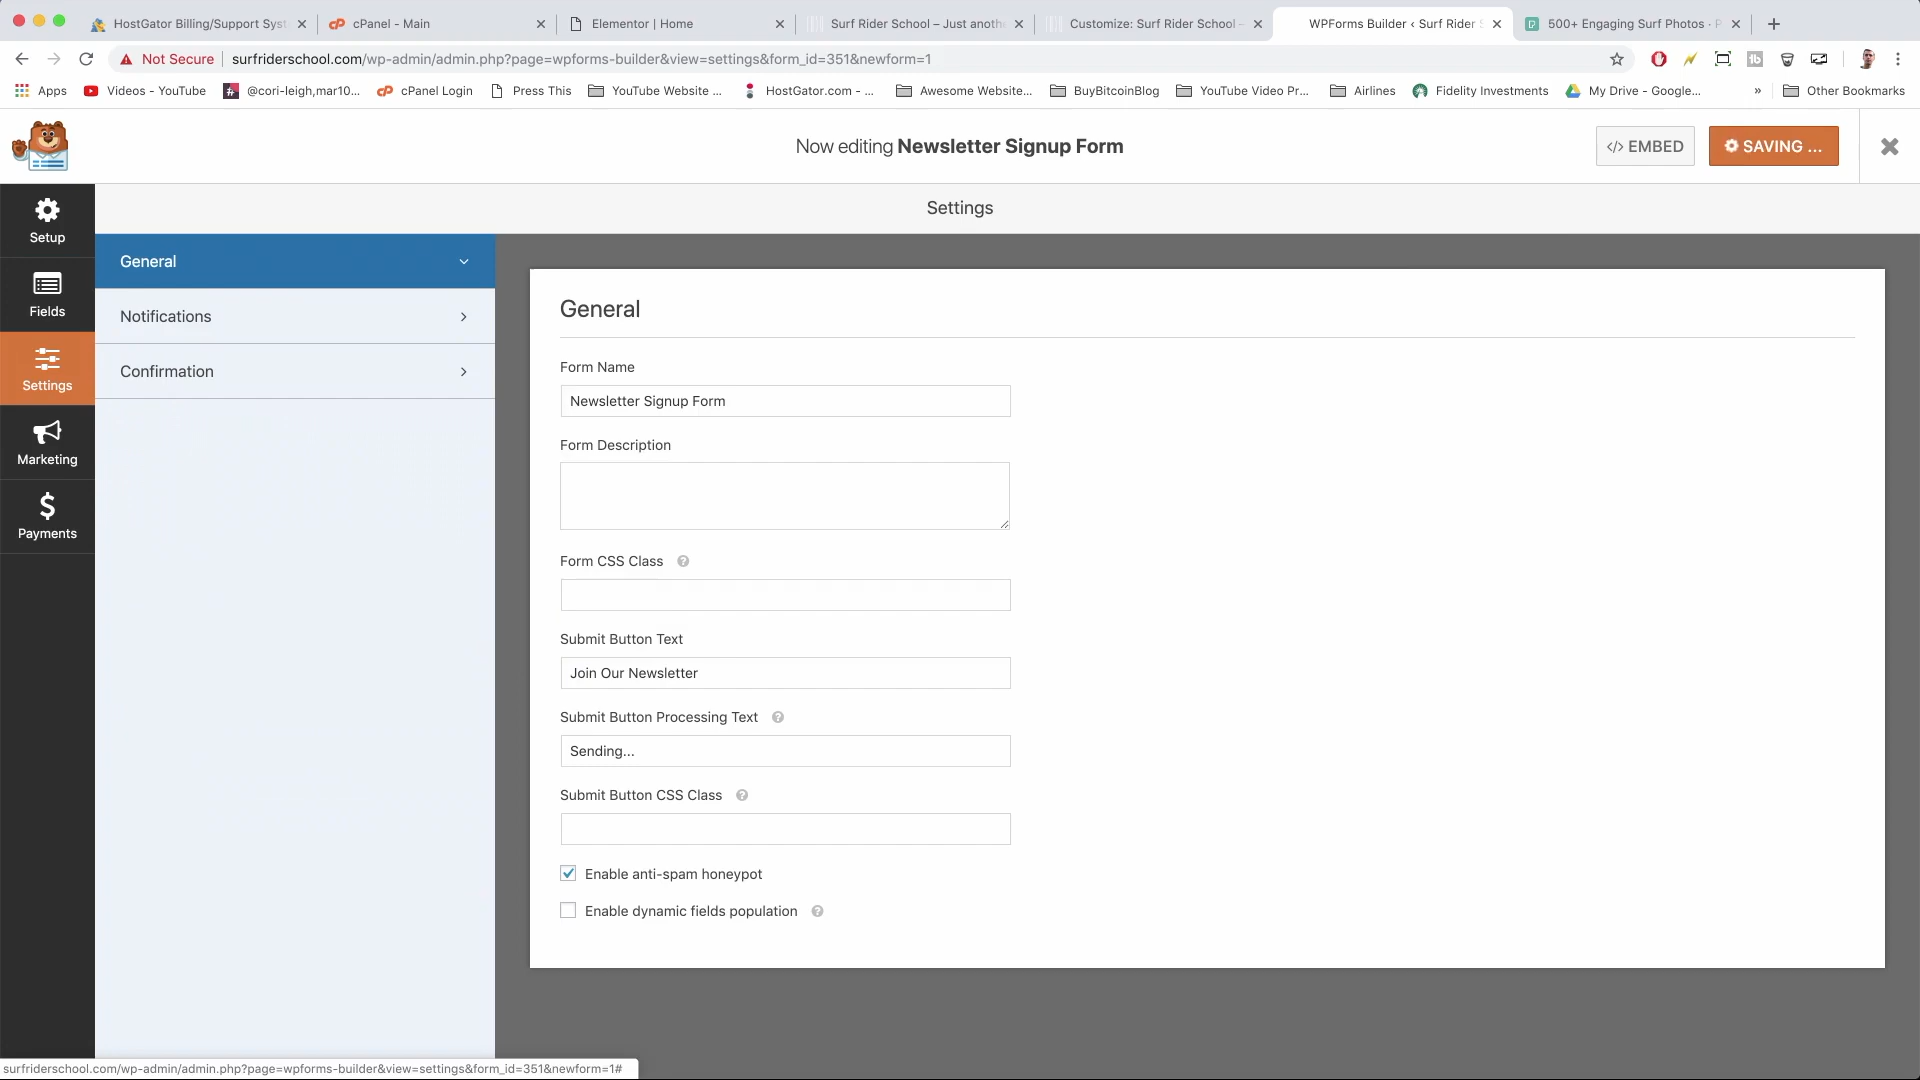 HostGator Billing/Support Syst
cPanel - Main
Elementor | Home
Surf Rider School – Just anoth
Customize: Surf Rider School –
WPForms Builder ‹ Surf Rider S
500+ Engaging Surf Photos · P
Not Secure
surfriderschool.com/wp-admin/admin.php?page=wpforms-builder&view=settings&form_id=351&newform=1
Apps
Videos - YouTube
@cori-leigh,mar10...
cPanel Login
Press This
YouTube Website ...
HostGator.com - ...
Awesome Website...
BuyBitcoinBlog
YouTube Video Pr...
Airlines
Fidelity Investments
My Drive - Google...
»
Other Bookmarks
Now editing Newsletter Signup Form
</> EMBED
SAVING ...
Setup
Fields
Settings
Marketing
Payments
Settings
General
Notifications
Confirmation
General
Form Name
Newsletter Signup Form
Form Description
Form CSS Class
Submit Button Text
Join Our Newsletter
Submit Button Processing Text
Sending...
Submit Button CSS Class
Enable anti-spam honeypot
Enable dynamic fields population
surfriderschool.com/wp-admin/admin.php?page=wpforms-builder&view=settings&form_id=351&newform=1#